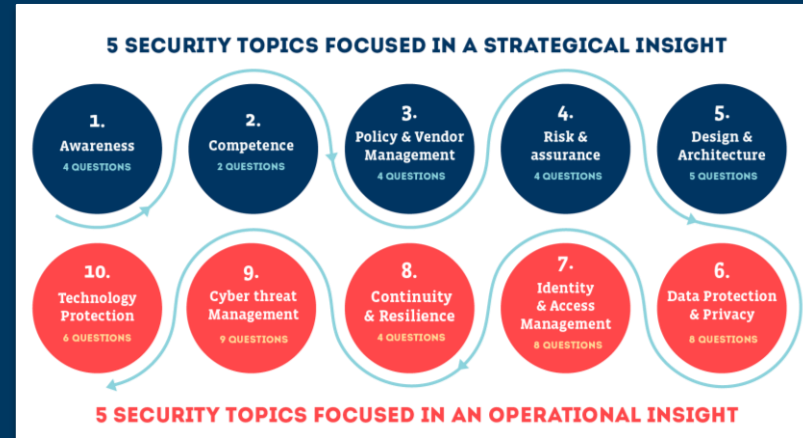 5 SECURITY TOPICS FOCUSED IN A STRATEGICAL INSIGHT
1.
Awareness
4 QUESTIONS
2.
Competence
2 QUESTIONS
3.
Policy & Vendor
Management
4 QUESTIONS
4.
Risk &
assurance
4 QUESTIONS
5.
Design &
Architecture
5 QUESTIONS
10.
Technology
Protection
6 QUESTIONS
9.
Cyber threat
Management
9 QUESTIONS
8.
Continuity
& Resilience
4 QUESTIONS
7.
Identity
& Access
Management
8 QUESTIONS
6.
Data Protection
& Privacy
8 QUESTIONS
5 SECURITY TOPICS FOCUSED IN AN OPERATIONAL INSIGHT